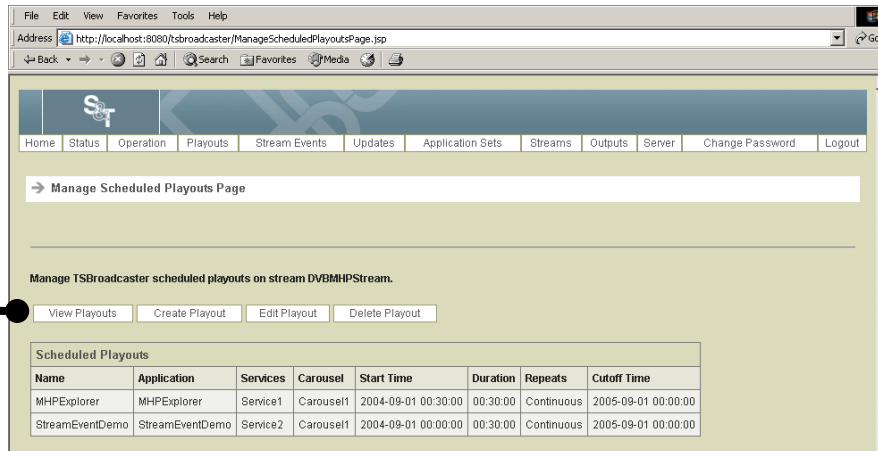 File Edit View Favorites Tools Help
Address http://localhost:8080/tsbroadcaster/ManageScheduledPlayoutsPage.jsp Go
Back Search Favorites Media
S&T
Home Status Operation Playouts Stream Events Updates Application Sets Streams Outputs Server Change Password Logout
Manage Scheduled Playouts Page
Manage TSBroadcaster scheduled playouts on stream DVBMHPStream.
View Playouts Create Playout Edit Playout Delete Playout
Scheduled Playouts
Name Application Services Carousel Start Time Duration Repeats Cutoff Time
MHPExplorer MHPExplorer Service1 Carousel1 2004-09-01 00:30:00 00:30:00 Continuous 2005-09-01 00:00:00
StreamEventDemo StreamEventDemo Service2 Carousel1 2004-09-01 00:00:00 00:30:00 Continuous 2005-09-01 00:00:00